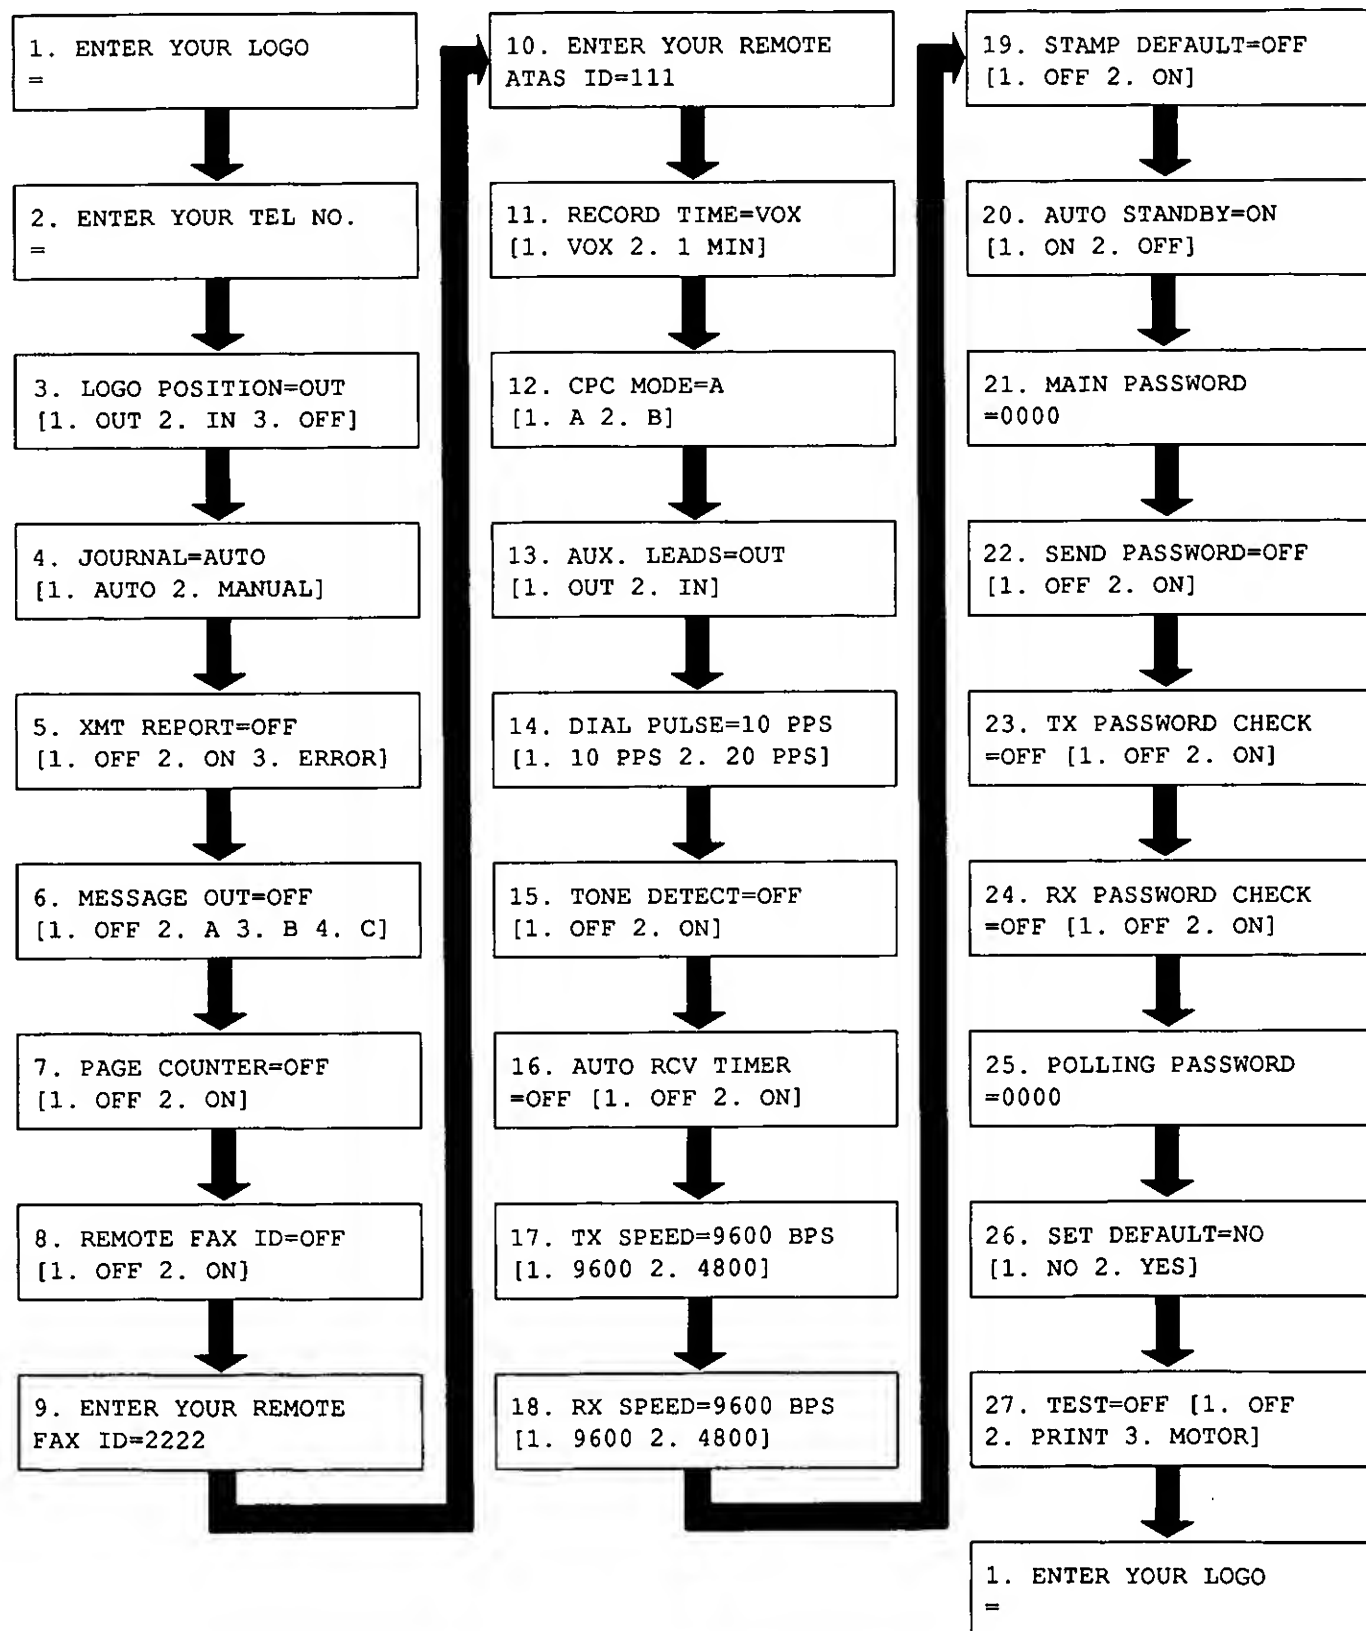 1. ENTER YOUR LOGO
=
2. ENTER YOUR TEL NO.
=
3. LOGO POSITION=OUT
[1. OUT 2. IN 3. OFF]
4. JOURNAL=AUTO
[1. AUTO 2. MANUAL]
5. XMT REPORT=OFF
[1. OFF 2. ON 3. ERROR]
6. MESSAGE OUT=OFF
[1. OFF 2. A 3. B 4. C]
7. PAGE COUNTER=OFF
[1. OFF 2. ON]
8. REMOTE FAX ID=OFF
[1. OFF 2. ON]
9. ENTER YOUR REMOTE
FAX ID=2222
10. ENTER YOUR REMOTE
ATAS ID=111
11. RECORD TIME=VOX
[1. VOX 2. 1 MIN]
12. CPC MODE=A
[1. A 2. B]
13. AUX. LEADS=OUT
[1. OUT 2. IN]
14. DIAL PULSE=10 PPS
[1. 10 PPS 2. 20 PPS]
15. TONE DETECT=OFF
[1. OFF 2. ON]
16. AUTO RCV TIMER
=OFF [1. OFF 2. ON]
17. TX SPEED=9600 BPS
[1. 9600 2. 4800]
18. RX SPEED=9600 BPS
[1. 9600 2. 4800]
19. STAMP DEFAULT=OFF
[1. OFF 2. ON]
20. AUTO STANDBY=ON
[1. ON 2. OFF]
21. MAIN PASSWORD
=0000
22. SEND PASSWORD=OFF
[1. OFF 2. ON]
23. TX PASSWORD CHECK
=OFF [1. OFF 2. ON]
24. RX PASSWORD CHECK
=OFF [1. OFF 2. ON]
25. POLLING PASSWORD
=0000
26. SET DEFAULT=NO
[1. NO 2. YES]
27. TEST=OFF [1. OFF
2. PRINT 3. MOTOR]
1. ENTER YOUR LOGO
=